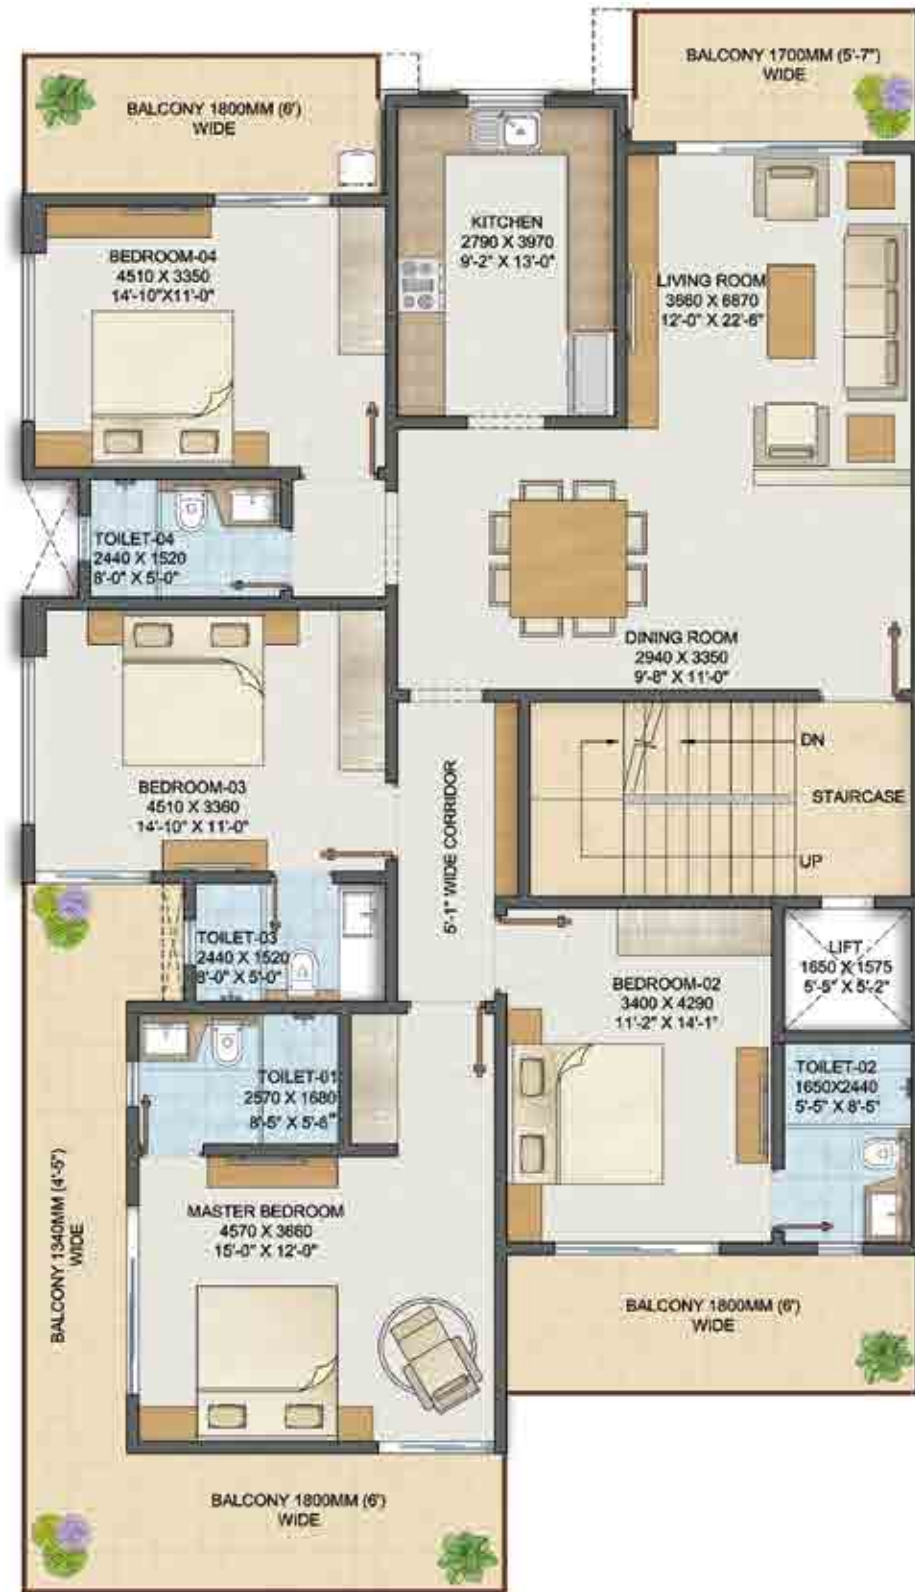 BALCONY 1700MM (5'-7")
WIDE
BALCONY 1800MM (6')
WIDE
KITCHEN
2790 X 3970
9'-2" X 13'-0"
BEDROOM-04
4510 X 3350
14'-10"X11'-0"
LIVING ROOM
3660 X 6870
12'-0" X 22'-6"
TOILET-04
2440 X 1520
8'-0" X 5'-0"
DINING ROOM
2940 X 3350
9'-8" X 11'-0"
DN
STAIRCASE
UP
BEDROOM-03
4510 X 3360
14'-10" X 11'-0"
5'-1" WIDE CORRIDOR
TOILET-03
2440 X 1520
8'-0" X 5'-0"
LIFT
1650 X 1575
5'-5" X 5'-2"
BEDROOM-02
3400 X 4290
11'-2" X 14'-1"
TOILET-01
2570 X 1680
8'-5" X 5'-6"
TOILET-02
1650X2440
5'-5" X 8'-5"
BALCONY 1340MM (4'-5")
WIDE
MASTER BEDROOM
4570 X 3660
15'-0" X 12'-0"
BALCONY 1800MM (6')
WIDE
BALCONY 1800MM (6')
WIDE